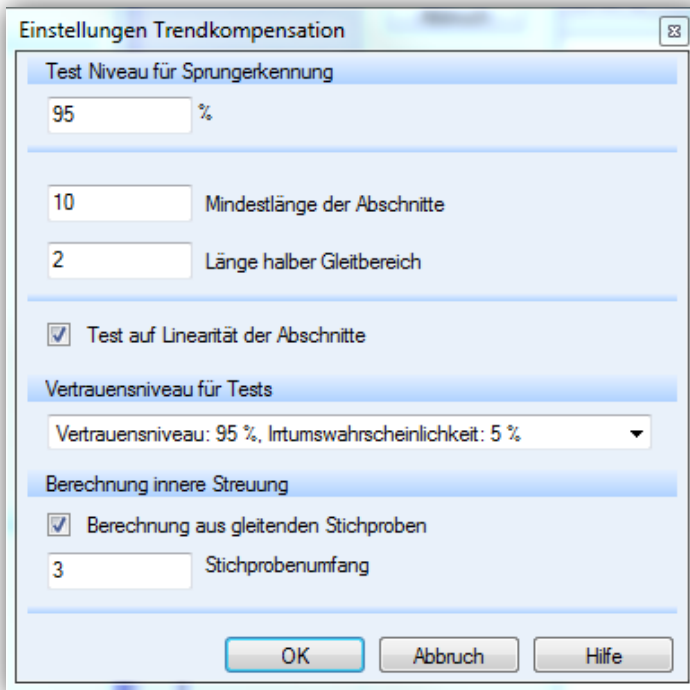 Abbruch
Einstellungen Trendkompensation
Test Niveau für Sprungerkennung
95 %
10 Mindestlänge der Abschnitte
2 Länge halber Gleitbereich
Test auf Linearität der Abschnitte
Vertrauensniveau für Tests
Vertrauensniveau: 95 %, Irrtumswahrscheinlichkeit: 5 %
Berechnung innere Streuung
Berechnung aus gleitenden Stichproben
3 Stichprobenumfang
OK Abbruch Hilfe